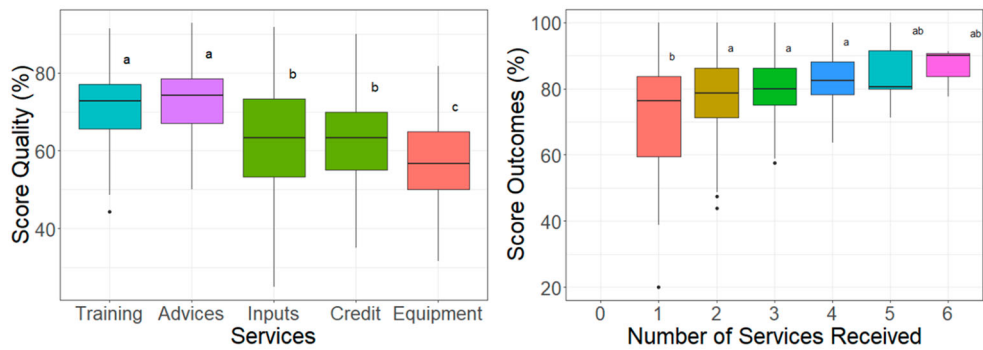 Score Quality (%)
80
60
40
a
a
b
b
c
Training
Advices
Inputs
Credit
Equipment
Services
Score Outcomes (%)
100
80
60
40
20
b
a
a
a
ab
ab
0
1
2
3
4
5
6
Number of Services Received